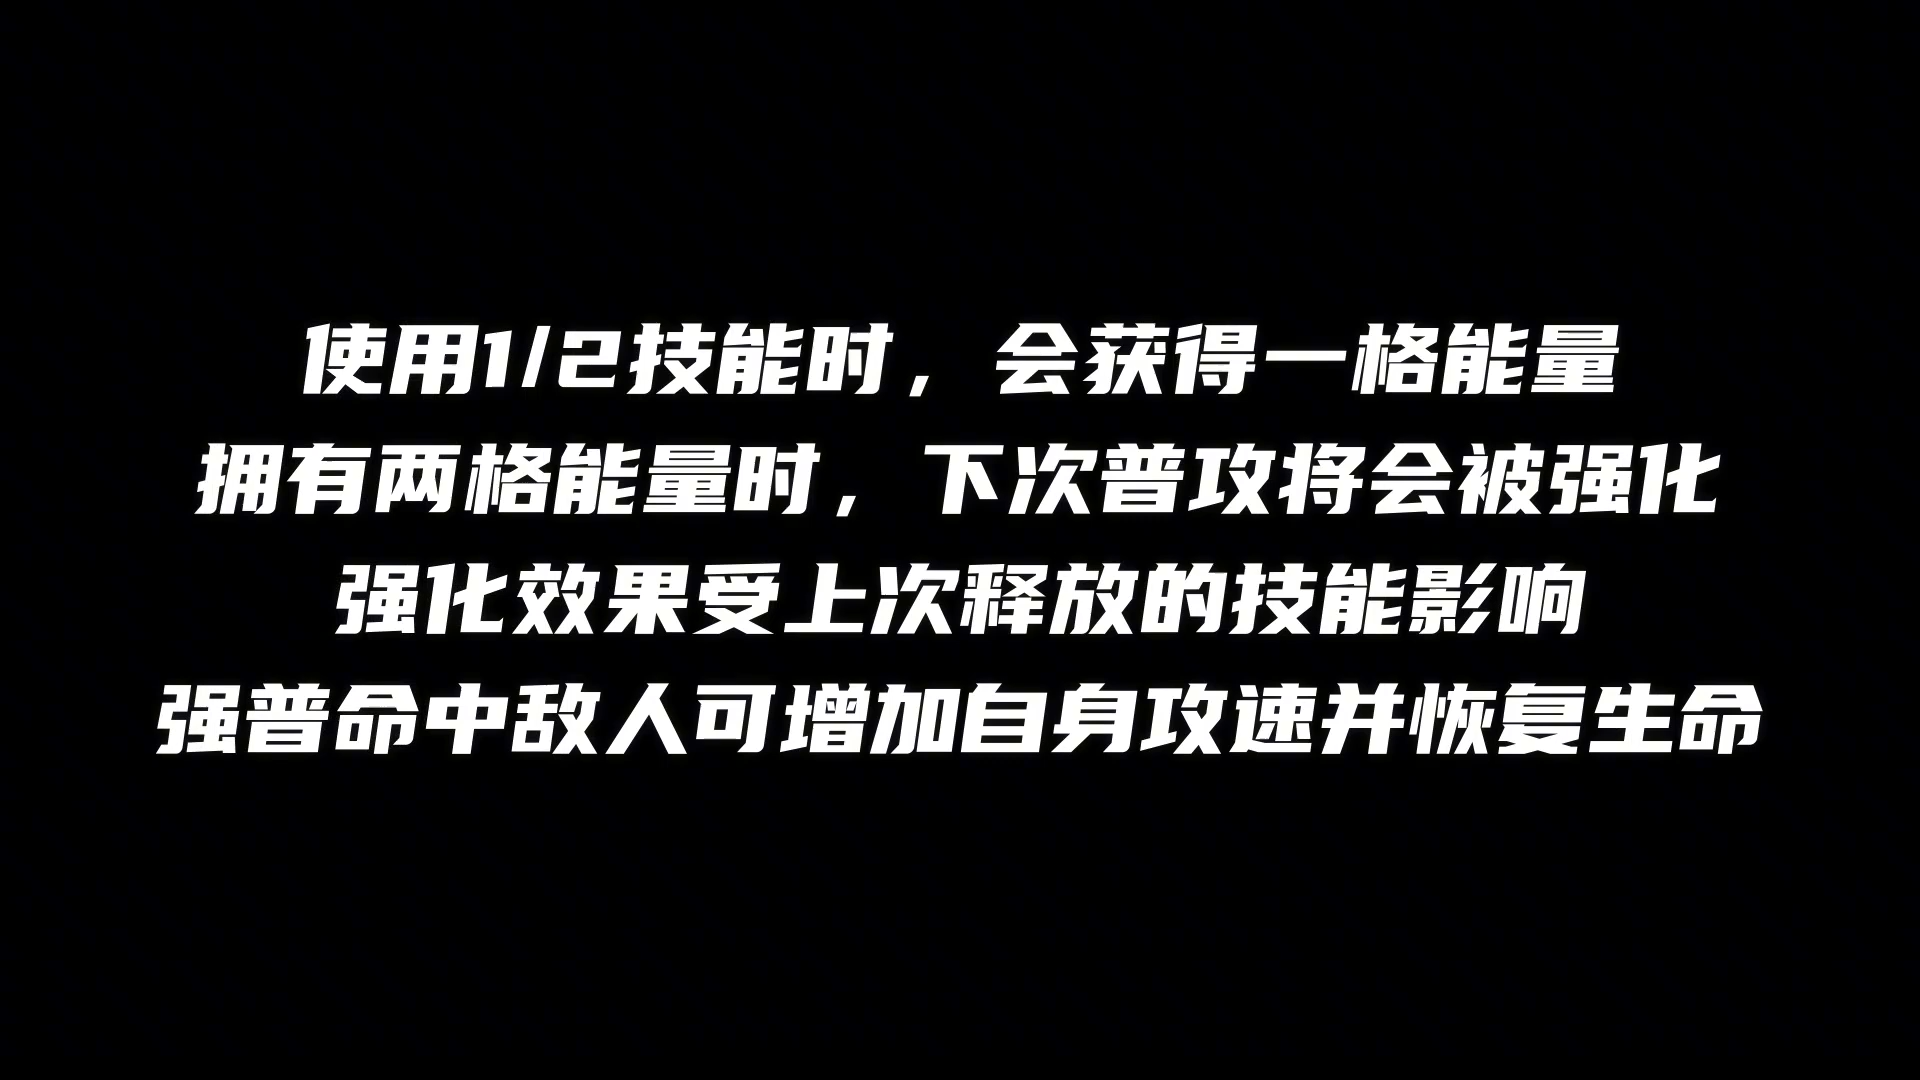 使用1/2技能时，会获得一格能量
拥有两格能量时，下次普攻将会被强化
强化效果受上次释放的技能影响
强普命中敌人可增加自身攻速并恢复生命